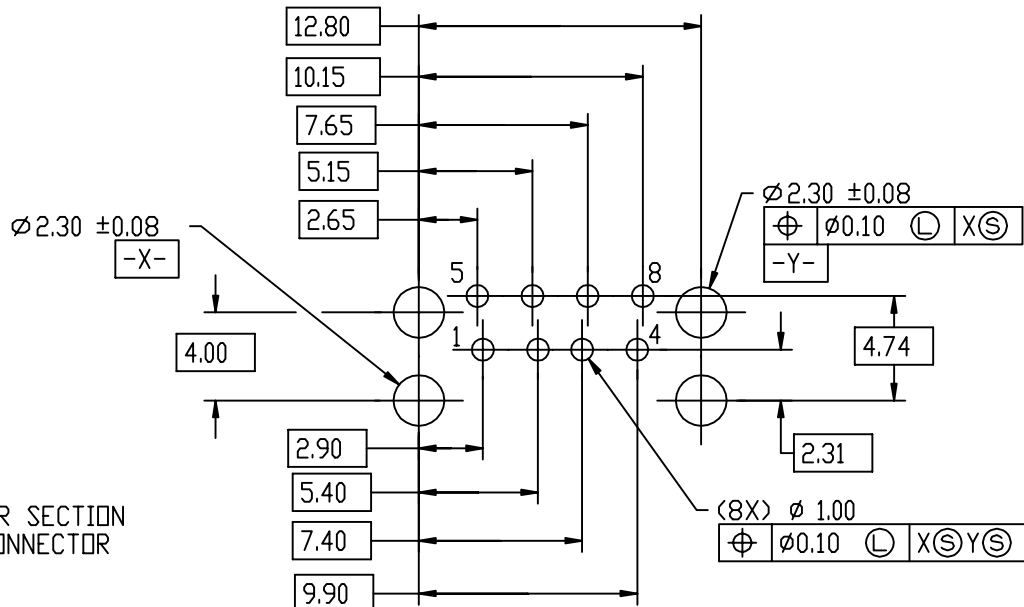 12.80
10.15
7.65
5.15
2.65
⌀2.30 ±0.08
-X-
⌀2.30 ±0.08
⌖ ⌀0.10 Ⓛ XⓈ
-Y-
5 8
1 4
4.00
4.74
2.31
2.90
5.40
7.40
9.90
(8X) ⌀ 1.00
⌖ ⌀0.10 Ⓛ XⓈYⓈ
R SECTION
ONNECTOR